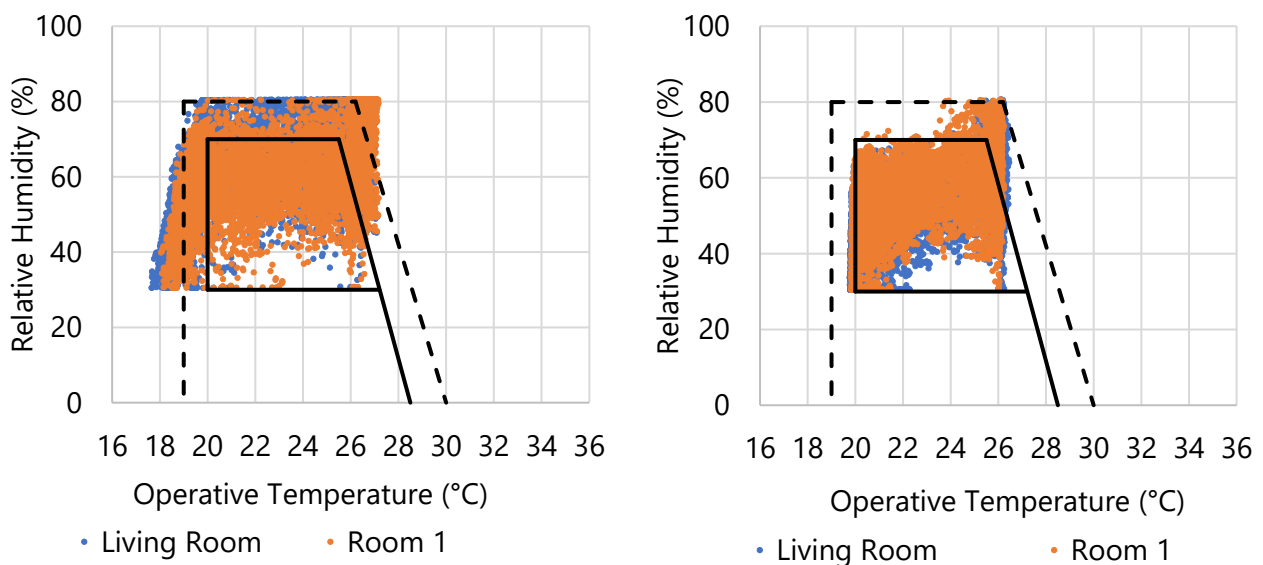 100
80
60
40
20
0
Relative Humidity (%)
16 18 20 22 24 26 28 30 32 34 36
Operative Temperature (°C)
Living Room Room 1
100
80
60
40
20
0
Relative Humidity (%)
16 18 20 22 24 26 28 30 32 34 36
Operative Temperature (°C)
Living Room Room 1